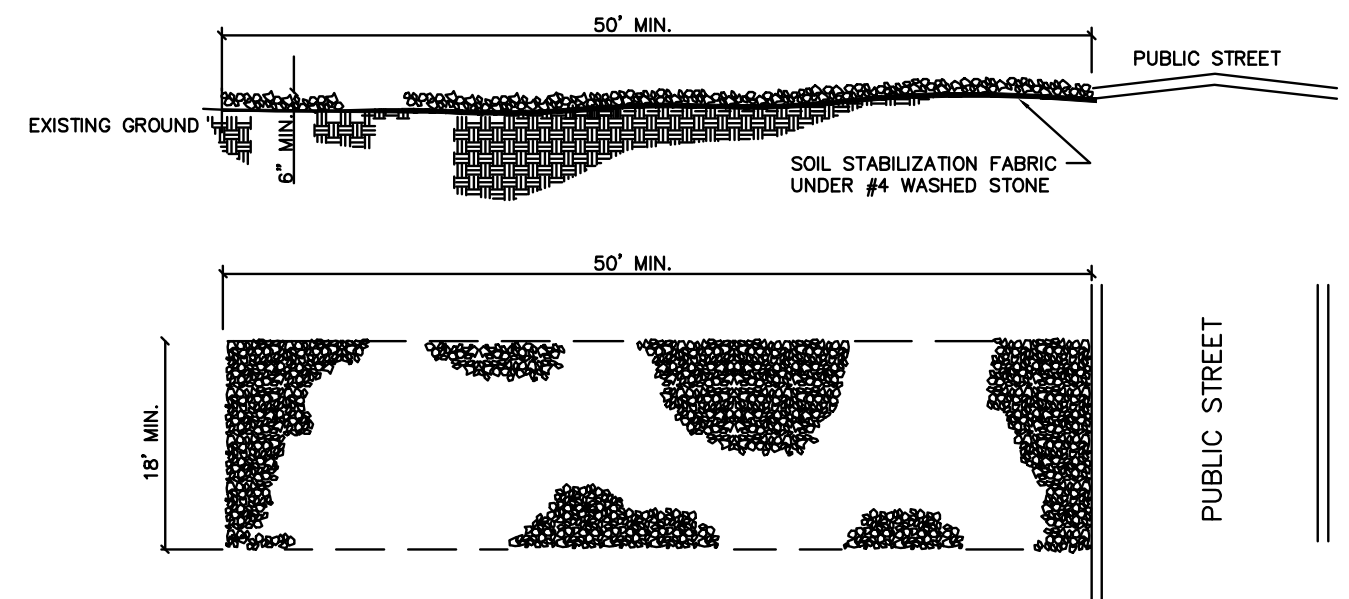 50' MIN.
PUBLIC STREET
EXISTING GROUND
6" MIN.
SOIL STABILIZATION FABRIC
UNDER #4 WASHED STONE
50' MIN.
18' MIN.
PUBLIC STREET